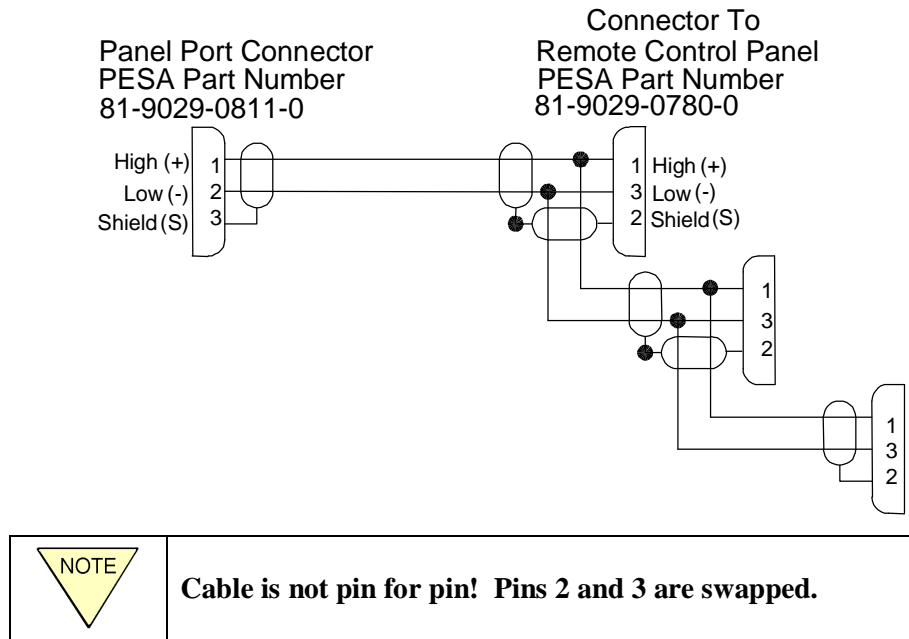 Panel Port Connector
PESA Part Number
81-9029-0811-0
Connector To
Remote Control Panel
PESA Part Number
81-9029-0780-0
High (+) 1
Low (-) 2
Shield (S) 3
1 High (+)
3 Low (-)
2 Shield (S)
1
3
2
1
3
2
NOTE
Cable is not pin for pin! Pins 2 and 3 are swapped.